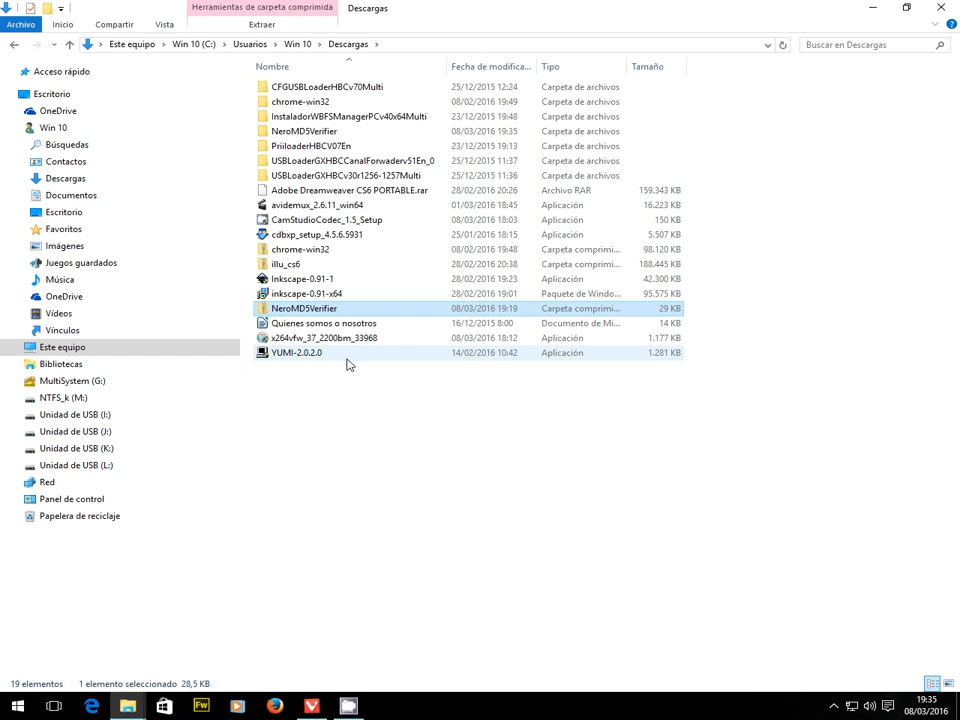 Herramientas de carpeta comprimida
Descargas
Archivo
Inicio
Compartir
Vista
Extraer
Este equipo
Win 10 (C:)
Usuarios
Win 10
Descargas
Buscar en Descargas
Acceso rápido
Escritorio
OneDrive
Win 10
Búsquedas
Contactos
Descargas
Documentos
Escritorio
Favoritos
Imágenes
Juegos guardados
Música
OneDrive
Vídeos
Vínculos
Este equipo
Bibliotecas
MultiSystem (G:)
NTFS_k (M:)
Unidad de USB (I:)
Unidad de USB (J:)
Unidad de USB (K:)
Unidad de USB (L:)
Red
Panel de control
Papelera de reciclaje
Nombre Fecha de modifica... Tipo Tamaño
CFGUSBLoaderHBCv70Multi 25/12/2015 12:24 Carpeta de archivos
chrome-win32 08/02/2016 19:49 Carpeta de archivos
InstaladorWBFSManagerPCv40x64Multi 23/12/2015 19:48 Carpeta de archivos
NeroMD5Verifier 08/03/2016 19:35 Carpeta de archivos
PriiloaderHBCV07En 23/12/2015 19:13 Carpeta de archivos
USBLoaderGXHBCCanalForwaderv51En_0 25/12/2015 11:37 Carpeta de archivos
USBLoaderGXHBCv30r1256-1257Multi 25/12/2015 11:36 Carpeta de archivos
Adobe Dreamweaver CS6 PORTABLE.rar 28/02/2016 20:26 Archivo RAR 159.343 KB
avidemux_2.6.11_win64 01/03/2016 18:45 Aplicación 16.223 KB
CamStudioCodec_1.5_Setup 08/03/2016 18:03 Aplicación 150 KB
cdbxp_setup_4.5.6.5931 25/01/2016 18:15 Aplicación 5.507 KB
chrome-win32 08/02/2016 19:48 Carpeta comprimi... 98.120 KB
illu_cs6 28/02/2016 20:38 Carpeta comprimi... 188.445 KB
Inkscape-0.91-1 28/02/2016 19:23 Aplicación 42.300 KB
inkscape-0.91-x64 28/02/2016 19:01 Paquete de Windo... 95.575 KB
NeroMD5Verifier 08/03/2016 19:19 Carpeta comprimi... 29 KB
Quienes somos o nosotros 16/12/2015 8:00 Documento de Mi... 14 KB
x264vfw_37_2200bm_33968 08/03/2016 18:12 Aplicación 1.177 KB
YUMI-2.0.2.0 14/02/2016 10:42 Aplicación 1.281 KB
19 elementos 1 elemento seleccionado 28,5 KB
Fw
19:35
08/03/2016